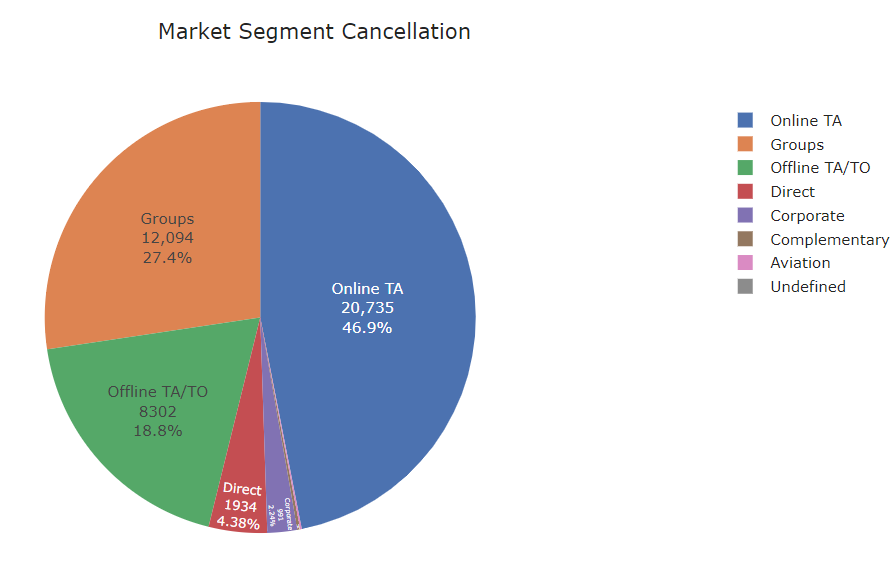 Market Segment Cancellation
Online TA
Groups
Offline TA/TO
Direct
Corporate
Complementary
Aviation
Undefined
Groups
12,094
27.4%
Online TA
20,735
46.9%
Offline TA/TO
8302
18.8%
Direct
1934
4.38%
Corporate
991
2.24%